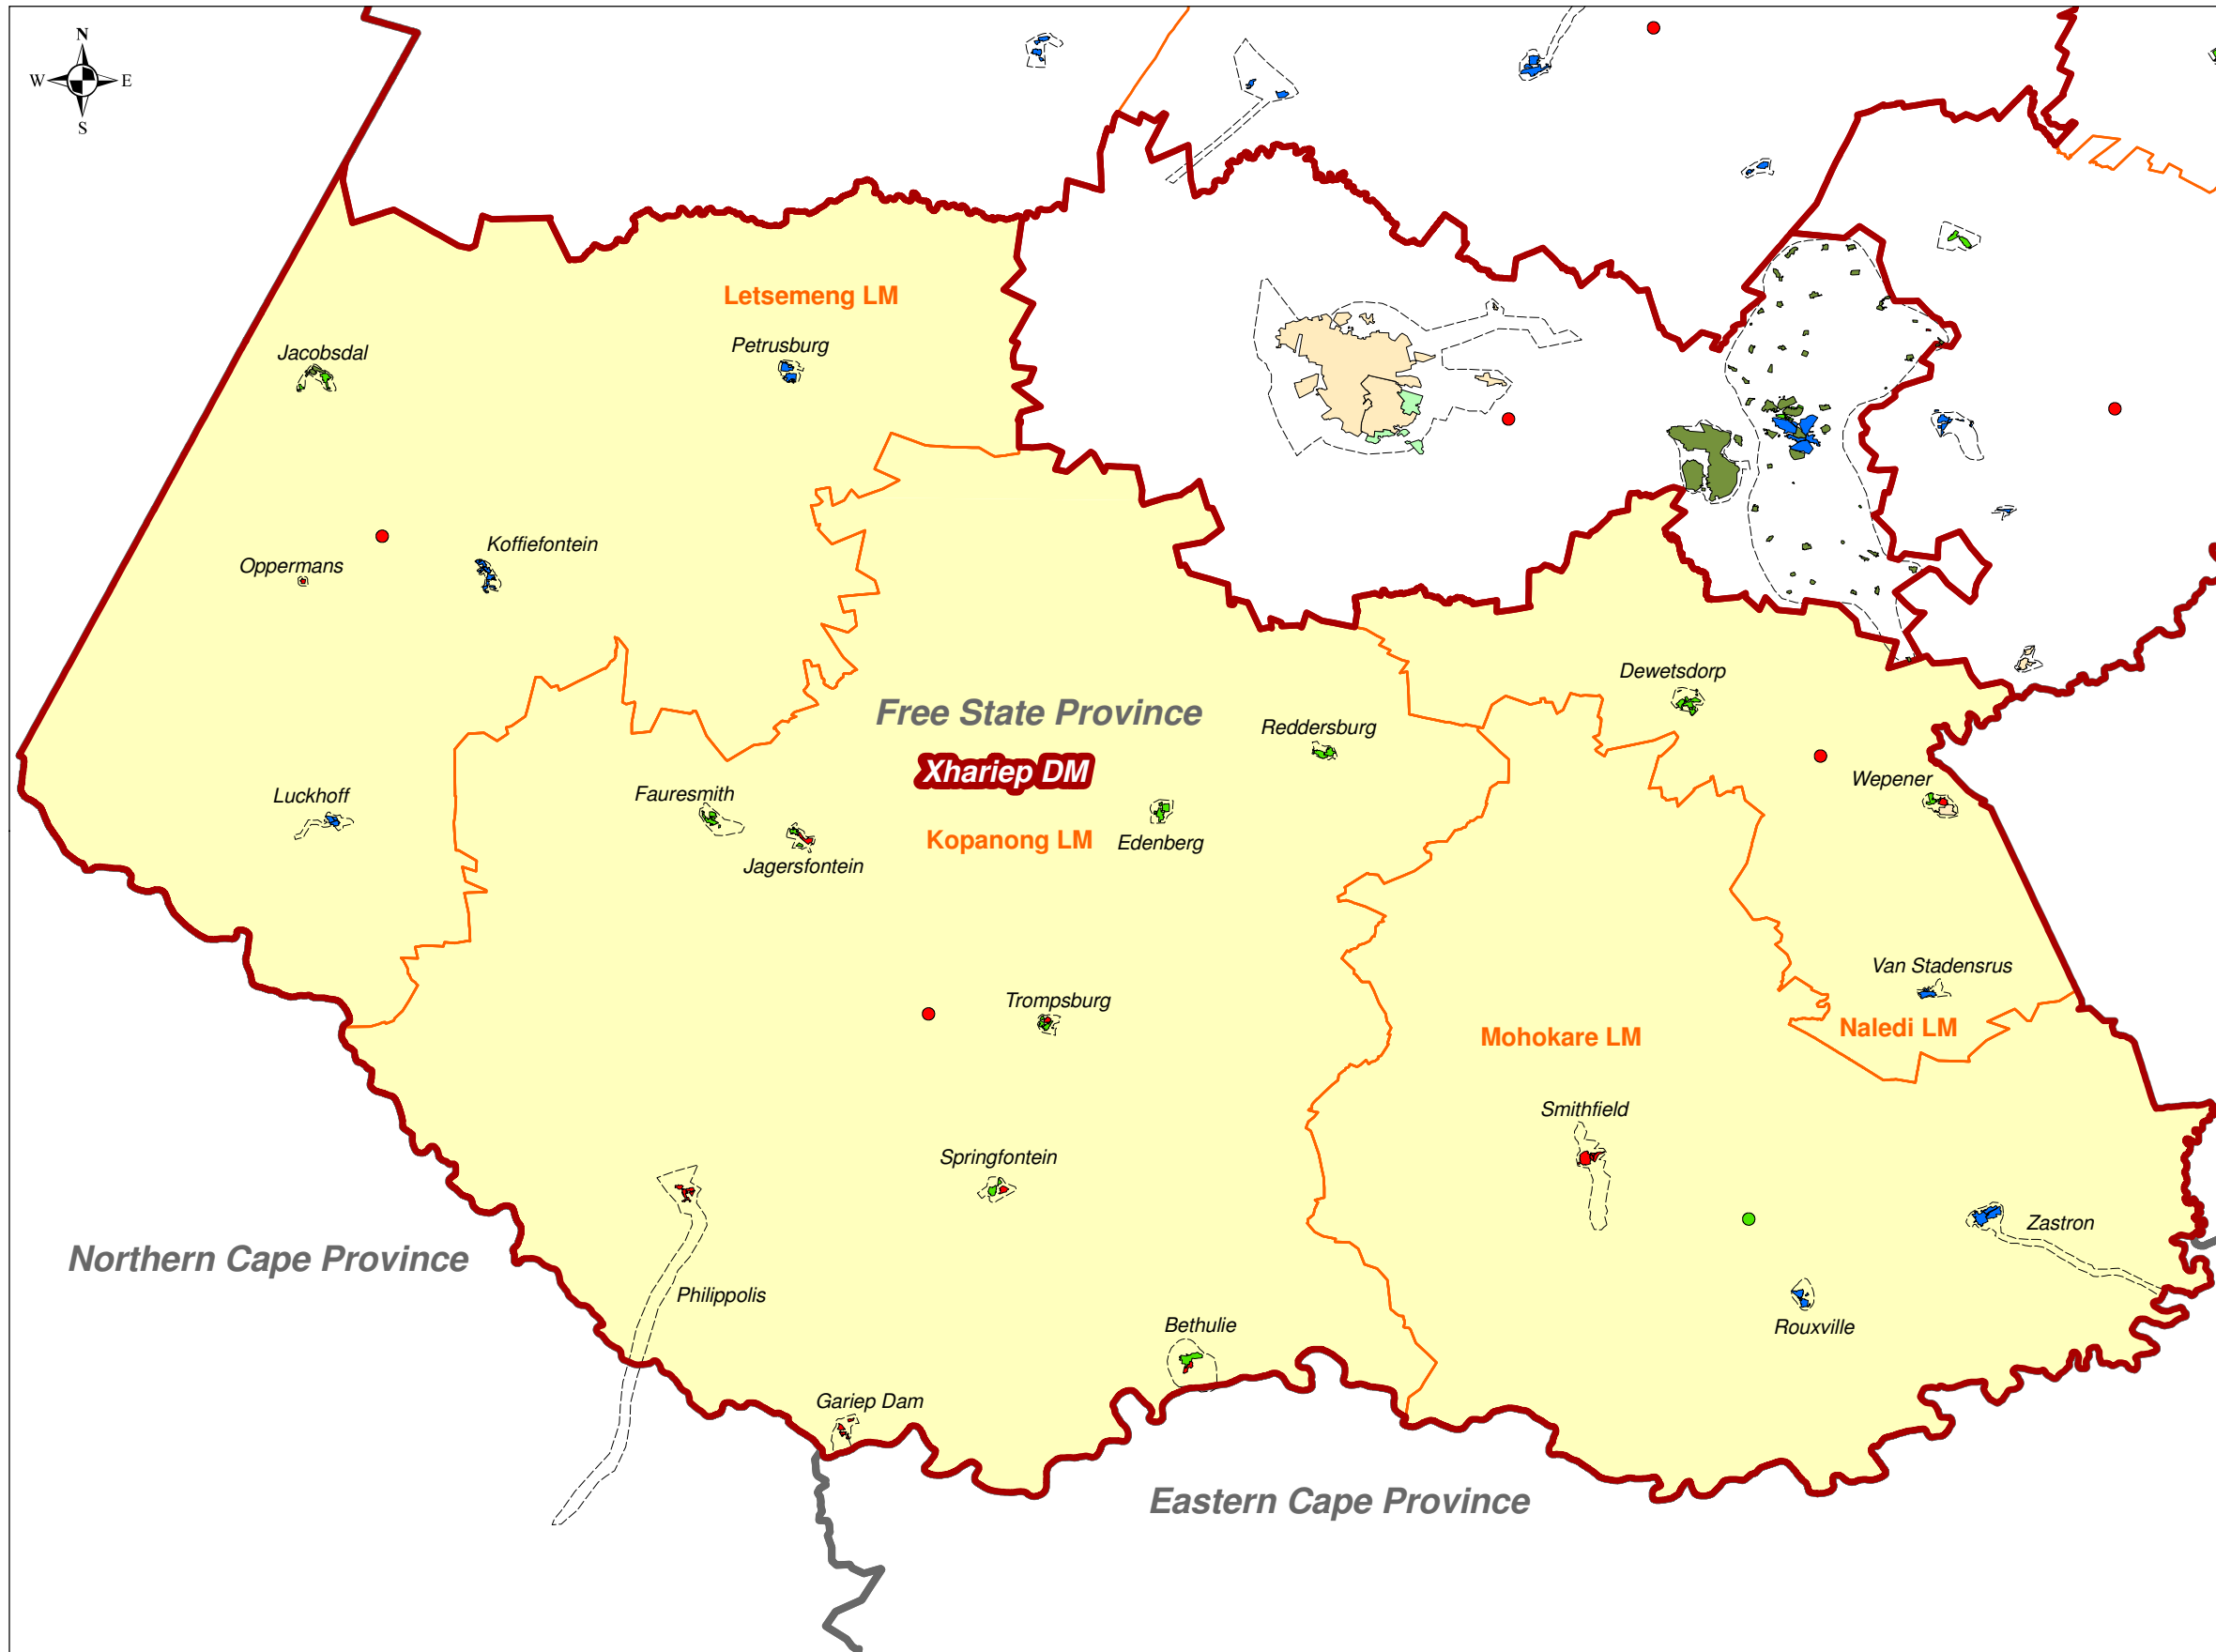 N
W E
S
Letsemeng LM
Jacobsdal
Petrusburg
Koffiefontein
Oppermans
Dewetsdorp
Free State Province
Reddersburg
Xhariep DM
Wepener
Luckhoff
Fauresmith
Kopanong LM
Edenberg
Jagersfontein
Van Stadensrus
Trompsburg
Naledi LM
Mohokare LM
Smithfield
Springfontein
Zastron
Northern Cape Province
Philippolis
Bethulie
Rouxville
Gariep Dam
Eastern Cape Province